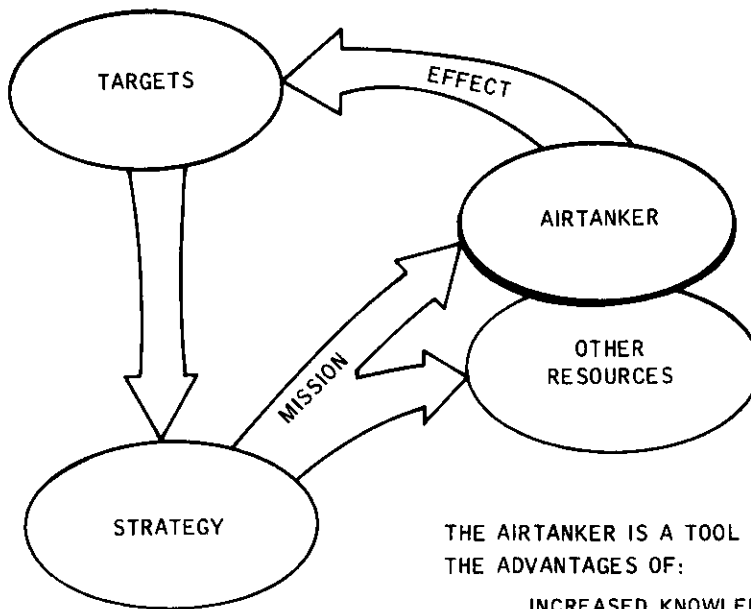 TARGETS
EFFECT
AIRTANKER
OTHER
RESOURCES
MISSION
STRATEGY
THE AIRTANKER IS A TOOL
THE ADVANTAGES OF: